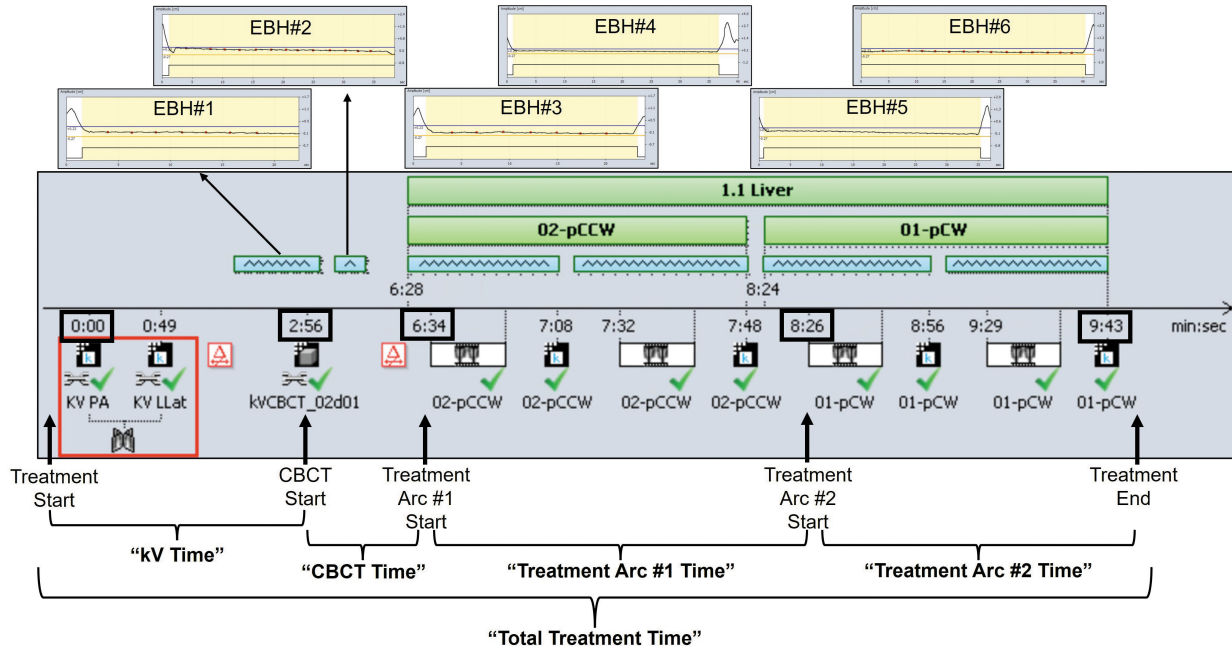 EBH#2
EBH#4
EBH#6
EBH#1
EBH#3
EBH#5
1.1 Liver
02-pCCW
01-pCW
6:28
8:24
0:00
0:49
2:56
6:34
7:08
7:32
7:48
8:26
8:56
9:29
9:43
min:sec
KV PA
KV LLat
kVCBCT_02d01
02-pCCW
02-pCCW
02-pCCW
02-pCCW
01-pCW
01-pCW
01-pCW
01-pCW
Treatment
Start
CBCT
Start
Treatment
Arc #1
Start
Treatment
Arc #2
Start
Treatment
End
“kV Time”
“CBCT Time”
“Treatment Arc #1 Time”
“Treatment Arc #2 Time”
“Total Treatment Time”